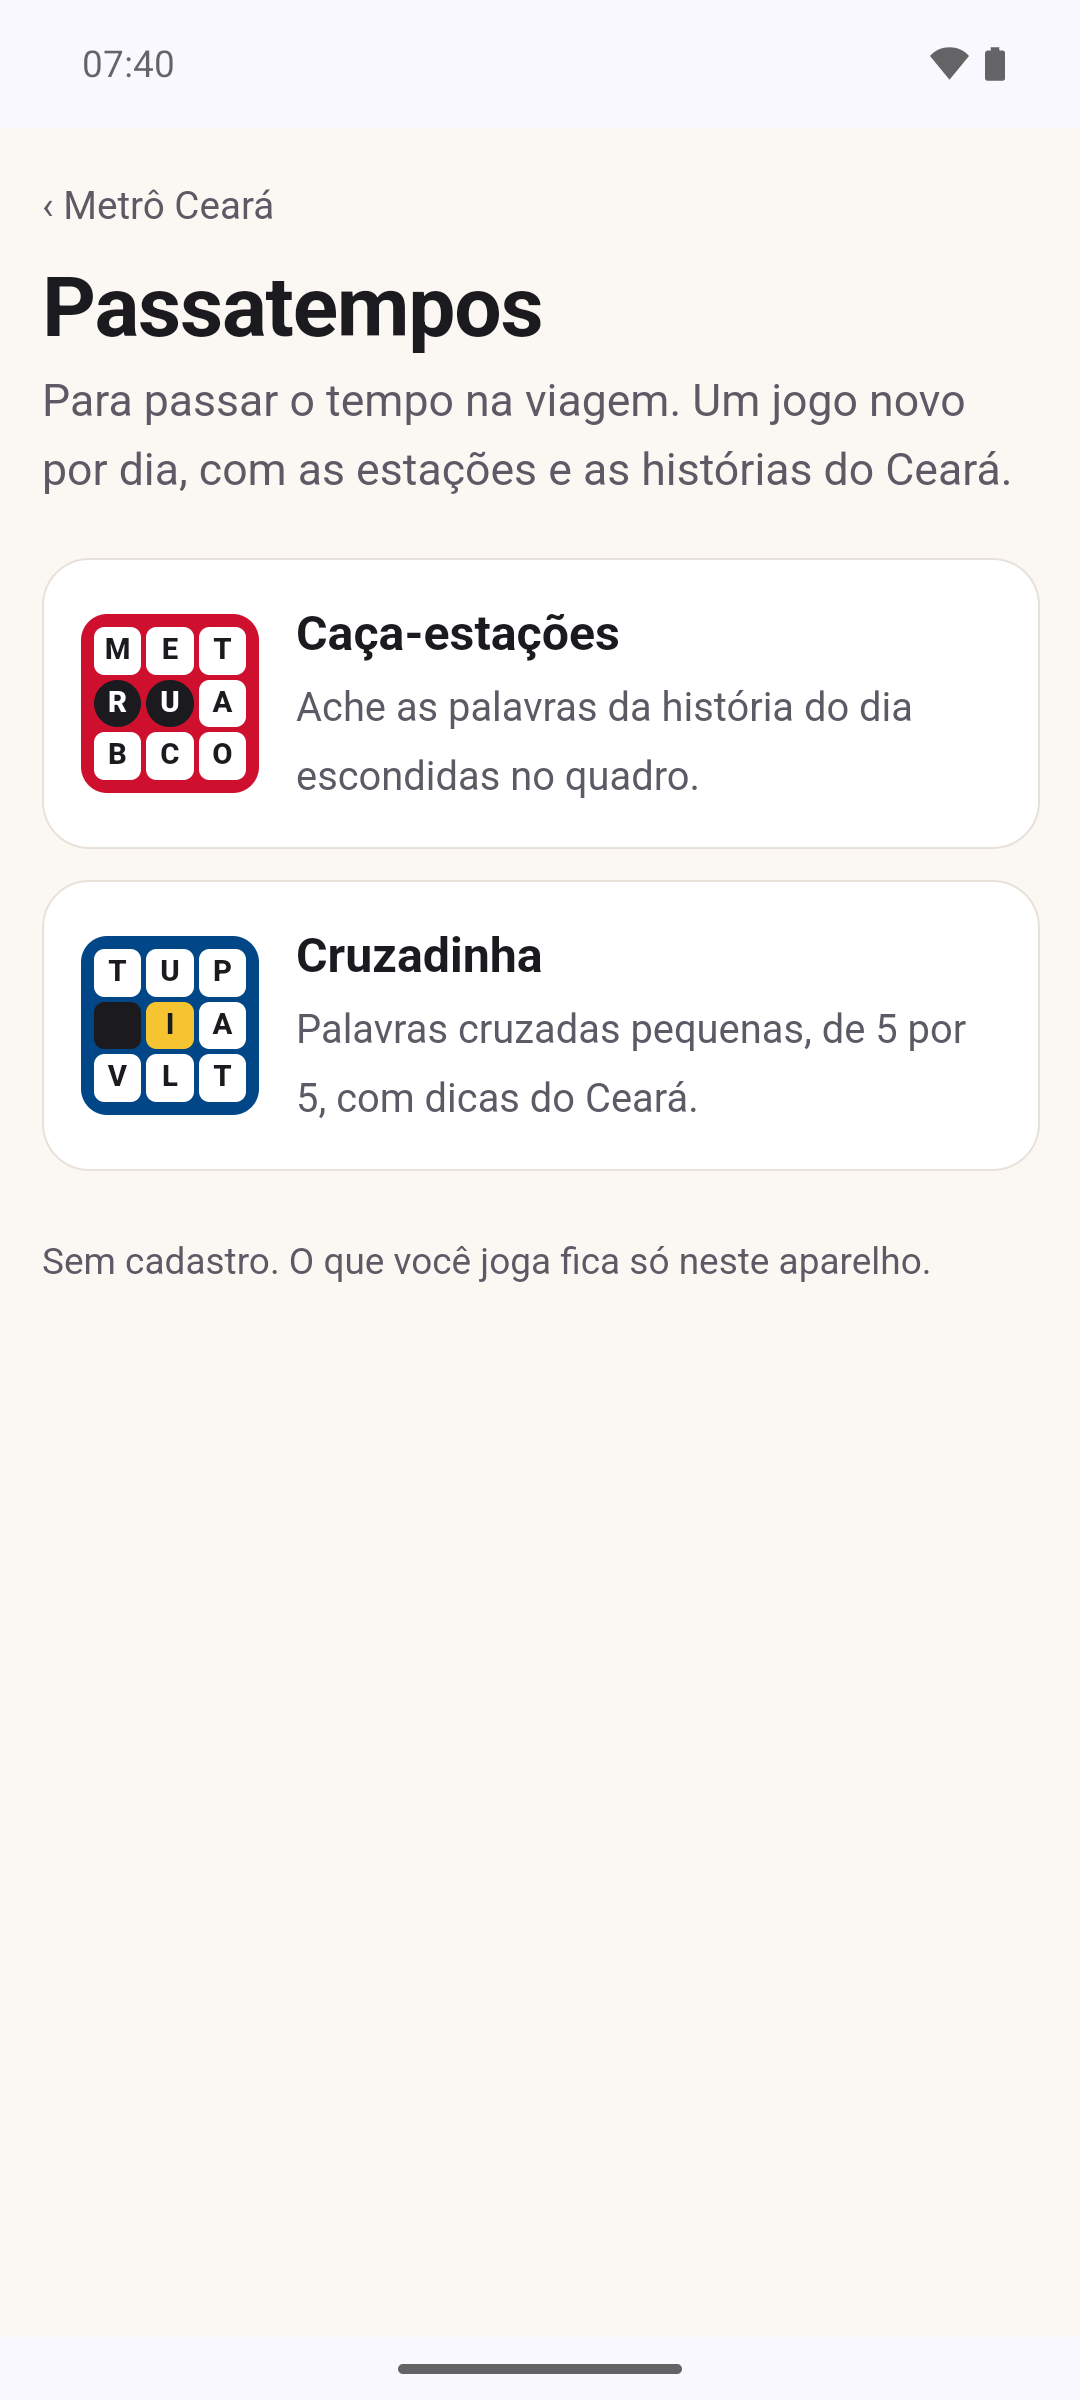 07:40
‹ Metrô Ceará
Passatempos
Para passar o tempo na viagem. Um jogo novo
por dia, com as estações e as histórias do Ceará.
M E T
R U A
B C O
Caça-estações
Ache as palavras da história do dia
escondidas no quadro.
T U P
I A
V L T
Cruzadinha
Palavras cruzadas pequenas, de 5 por
5, com dicas do Ceará.
Sem cadastro. O que você joga fica só neste aparelho.